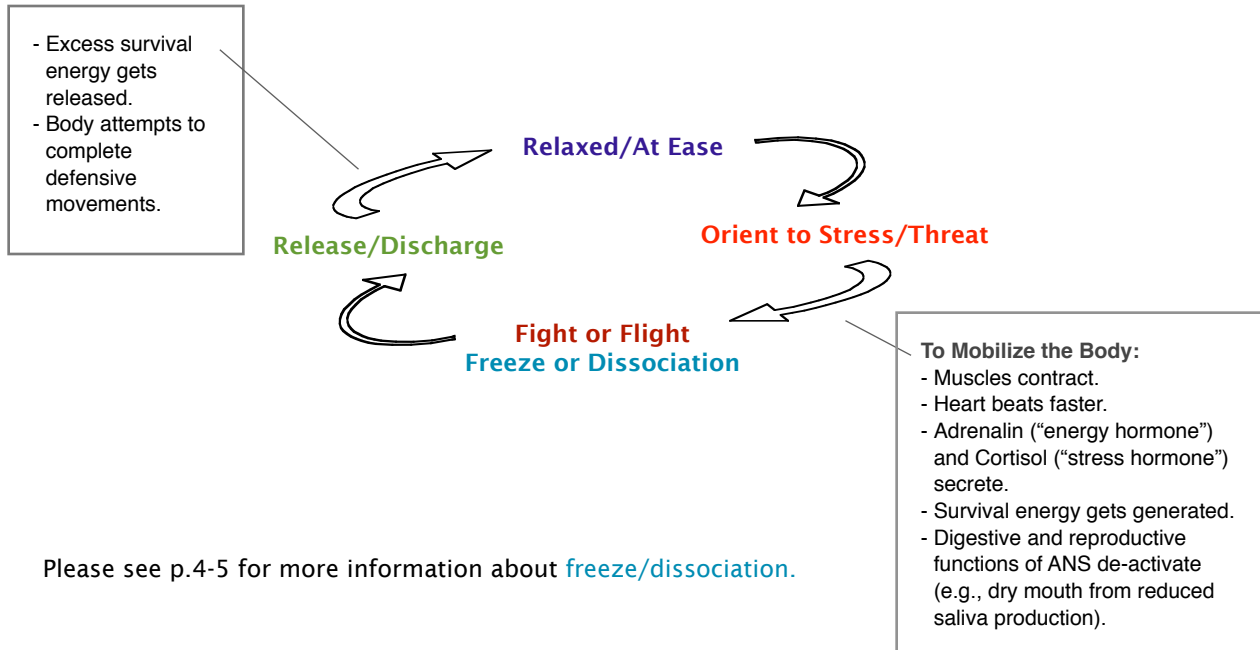 - Excess survival
energy gets
released.
- Body attempts to
complete
defensive
movements.
Relaxed/At Ease
Orient to Stress/Threat
Release/Discharge
Fight or Flight
Freeze or Dissociation
To Mobilize the Body:
- Muscles contract.
- Heart beats faster.
- Adrenalin (“energy hormone”)
and Cortisol (“stress hormone”)
secrete.
- Survival energy gets generated.
- Digestive and reproductive
functions of ANS de-activate
(e.g., dry mouth from reduced
saliva production).
Please see p.4-5 for more information about freeze/dissociation.